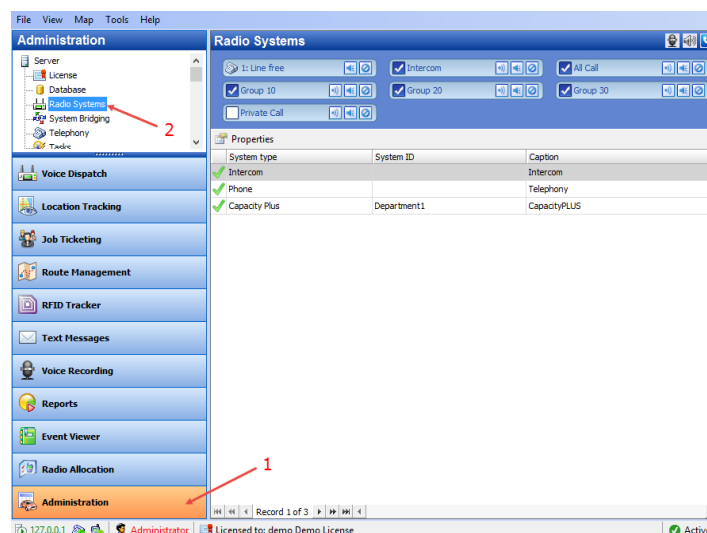 File View Map Tools Help
Administration
Radio Systems
Server
License
Database
Radio Systems
System Bridging
Telephony
Tasks
2
1: Line free
Intercom
All Call
Group 10
Group 20
Group 30
Private Call
Properties
System type System ID Caption
Intercom Intercom
Phone Telephony
Capacity Plus Department1 CapacityPLUS
Voice Dispatch
Location Tracking
Job Ticketing
Route Management
RFID Tracker
Text Messages
Voice Recording
Reports
Event Viewer
Radio Allocation
1
Administration
Record 1 of 3
127.0.0.1 Administrator Licensed to: demo Demo License Active